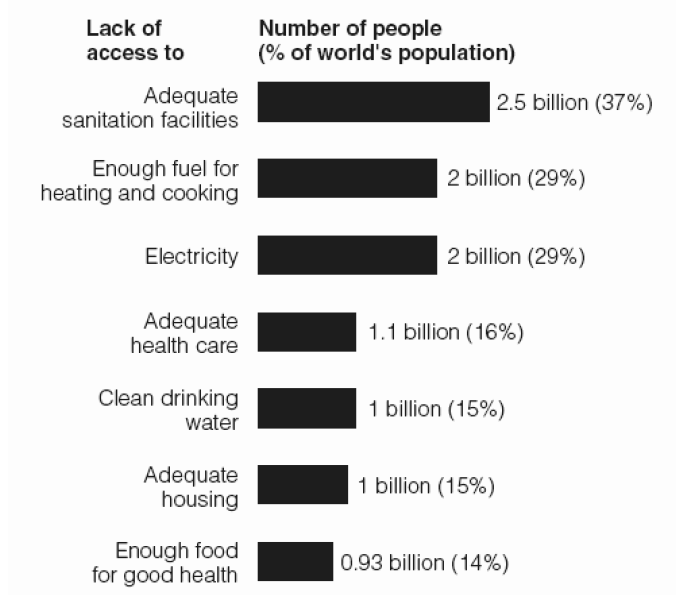 Lack of
access to
Number of people
(% of world's population)
Adequate
sanitation facilities
2.5 billion (37%)
Enough fuel for
heating and cooking
2 billion (29%)
Electricity
2 billion (29%)
Adequate
health care
1.1 billion (16%)
Clean drinking
water
1 billion (15%)
Adequate
housing
1 billion (15%)
Enough food
for good health
0.93 billion (14%)